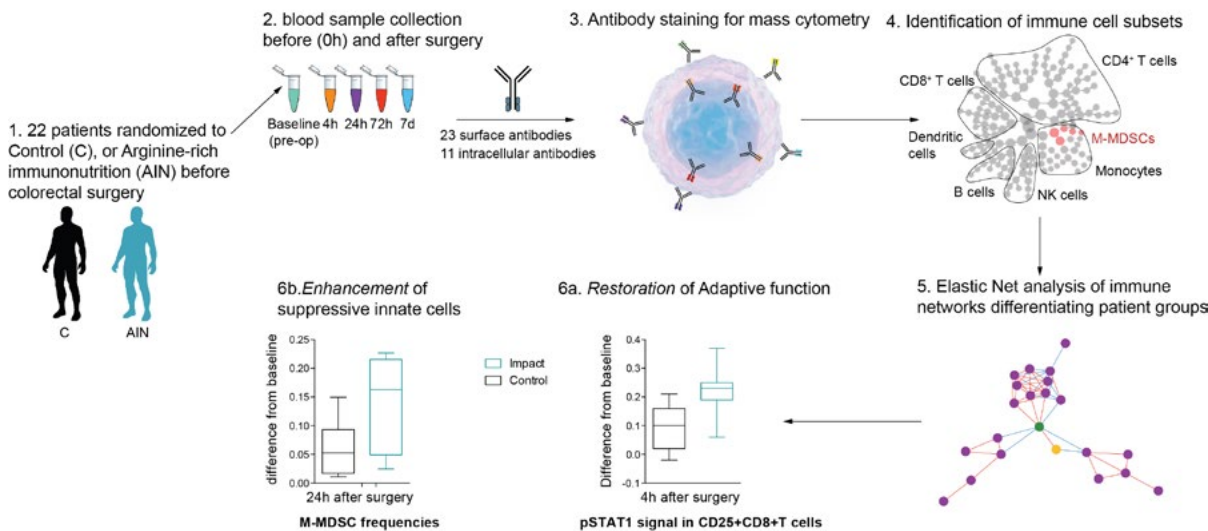 1. 22 patients randomized to
Control (C), or Arginine-rich
immunonutrition (AIN) before
colorectal surgery
C
AIN
2. blood sample collection
before (0h) and after surgery
Baseline 4h 24h 72h 7d
(pre-op)
23 surface antibodies
11 intracellular antibodies
3. Antibody staining for mass cytometry
4. Identification of immune cell subsets
CD4+ T cells
CD8+ T cells
Dendritic
cells
M-MDSCs
Monocytes
B cells
NK cells
5. Elastic Net analysis of immune
networks differentiating patient groups
6b. Enhancement of
suppressive innate cells
difference from baseline
0.25
0.20
0.15
0.10
0.05
0.00
24h after surgery
M-MDSC frequencies
Impact
Control
6a. Restoration of Adaptive function
Difference from baseline
0.4
0.3
0.2
0.1
0.0
-0.1
4h after surgery
pSTAT1 signal in CD25+CD8+T cells